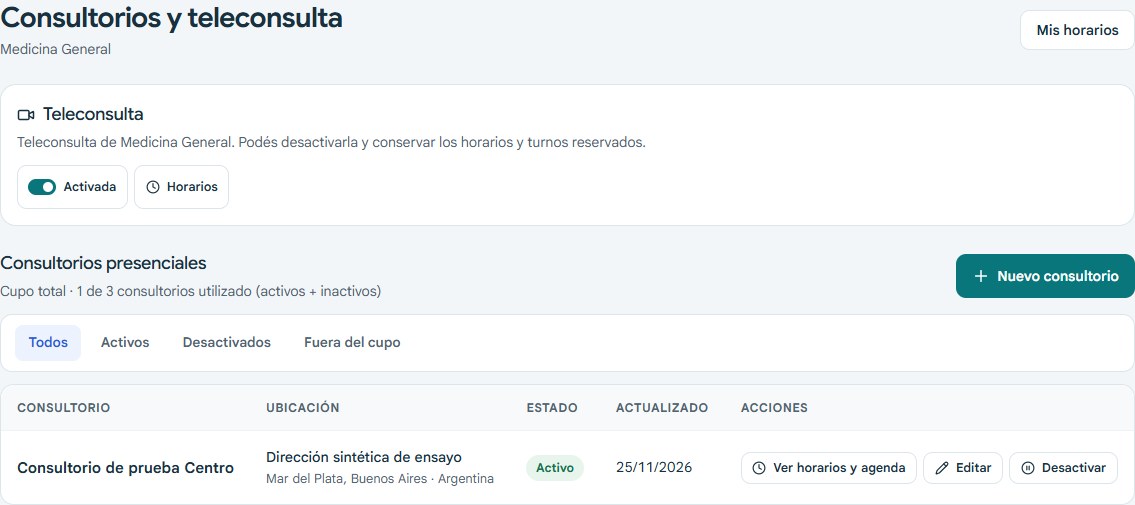 Consultorios y teleconsulta
Mis horarios
Medicina General
Teleconsulta
Teleconsulta de Medicina General. Podés desactivarla y conservar los horarios y turnos reservados.
Activada Horarios
Consultorios presenciales
Nuevo consultorio
Cupo total · 1 de 3 consultorios utilizado (activos + inactivos)
Todos Activos Desactivados Fuera del cupo
CONSULTORIO UBICACIÓN ESTADO ACTUALIZADO ACCIONES
Consultorio de prueba Centro
Dirección sintética de ensayo
Mar del Plata, Buenos Aires · Argentina
Activo
25/11/2026
Ver horarios y agenda Editar Desactivar